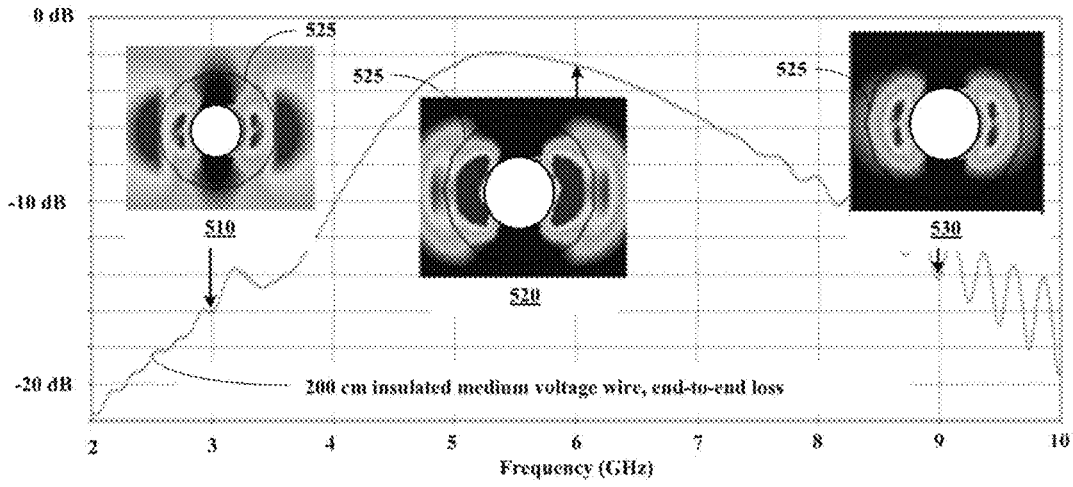 0 dB
525
525
525
-10 dB
510
520
530
-20 dB
200 cm insulated medium voltage wire, end-to-end loss
2 3 4 5 6 7 8 9 10
Frequency (GHz)